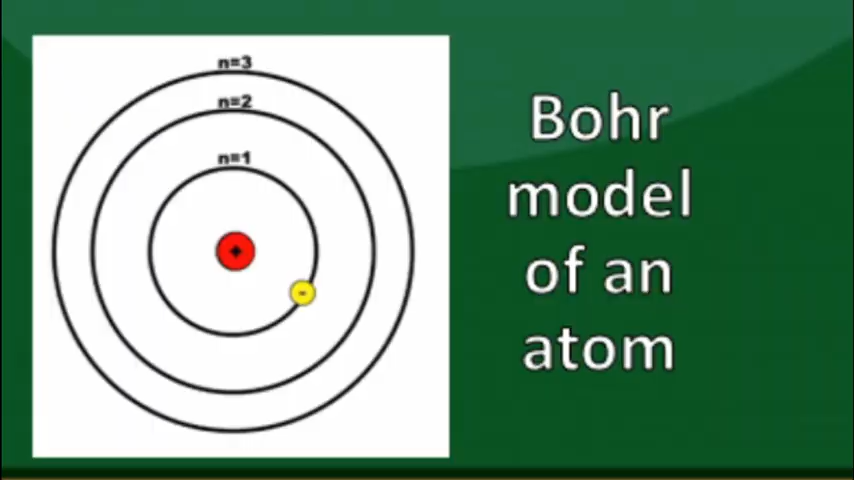 n=3
n=2
n=1
+
-
Bohr
model
of an
atom